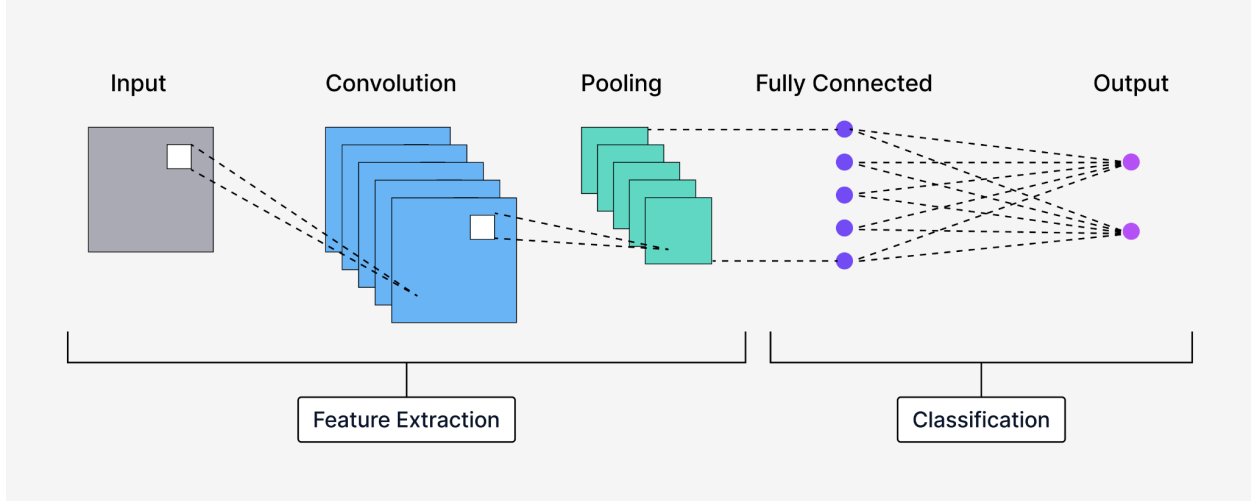 Input
Convolution
Pooling
Fully Connected
Output
Feature Extraction
Classification